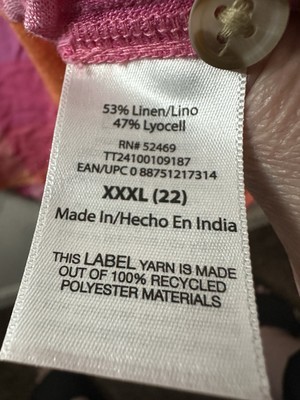 53% Linen/Lino
47% Lyocell
RN# 52469
TT24100109187
EAN/UPC 0 88751217314
XXXL (22)
Made In/Hecho En India
THIS LABEL YARN IS MADE
OUT OF 100% RECYCLED
POLYESTER MATERIALS